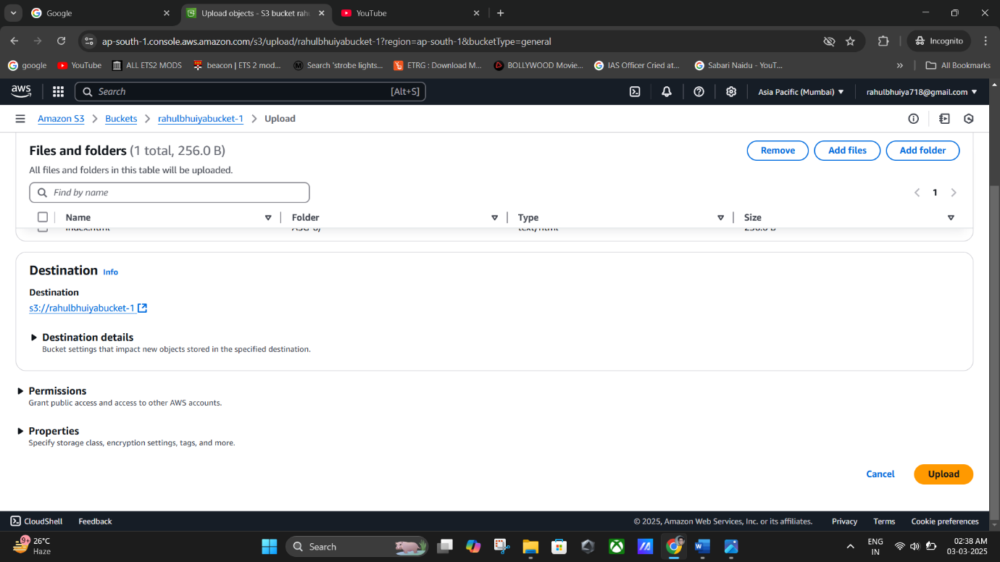 Google
Upload objects - S3 bucket rah
YouTube
ap-south-1.console.aws.amazon.com/s3/upload/rahulbhuiyabucket-1?region=ap-south-1&bucketType=general
Incognito
google
YouTube
ALL ETS2 MODS
beacon | ETS 2 mod...
Search 'strobe lights...
ETRG : Download M...
BOLLYWOOD Movie...
IAS Officer Cried at...
Sabari Naidu - YouT...
All Bookmarks
aws
Search
[Alt+S]
Asia Pacific (Mumbai)
rahulbhuiya718@gmail.com
Amazon S3
Buckets
rahulbhuiyabucket-1
Upload
Files and folders (1 total, 256.0 B)
Remove
Add files
Add folder
All files and folders in this table will be uploaded.
Find by name
1
Name
Folder
Type
Size
index.html
text/html
256.0 B
Destination Info
Destination
s3://rahulbhuiyabucket-1
Destination details
Bucket settings that impact new objects stored in the specified destination.
Permissions
Grant public access and access to other AWS accounts.
Properties
Specify storage class, encryption settings, tags, and more.
Cancel
Upload
CloudShell
Feedback
© 2025, Amazon Web Services, Inc. or its affiliates.
Privacy
Terms
Cookie preferences
9+
26°C
Haze
Search
ENG
IN
02:38 AM
03-03-2025